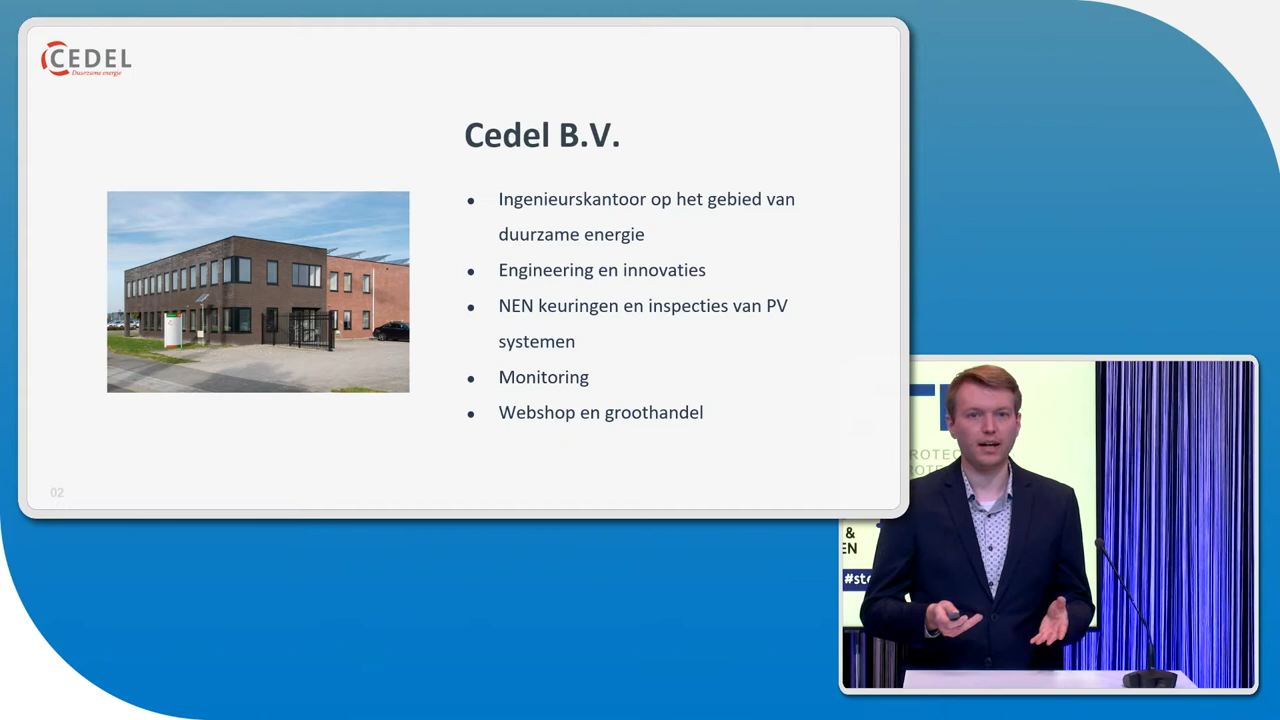 CEDEL
Duurzame energie
Cedel B.V.
• Ingenieurskantoor op het gebied van
duurzame energie
• Engineering en innovaties
• NEN keuringen en inspecties van PV
systemen
• Monitoring
• Webshop en groothandel
02
&
EN